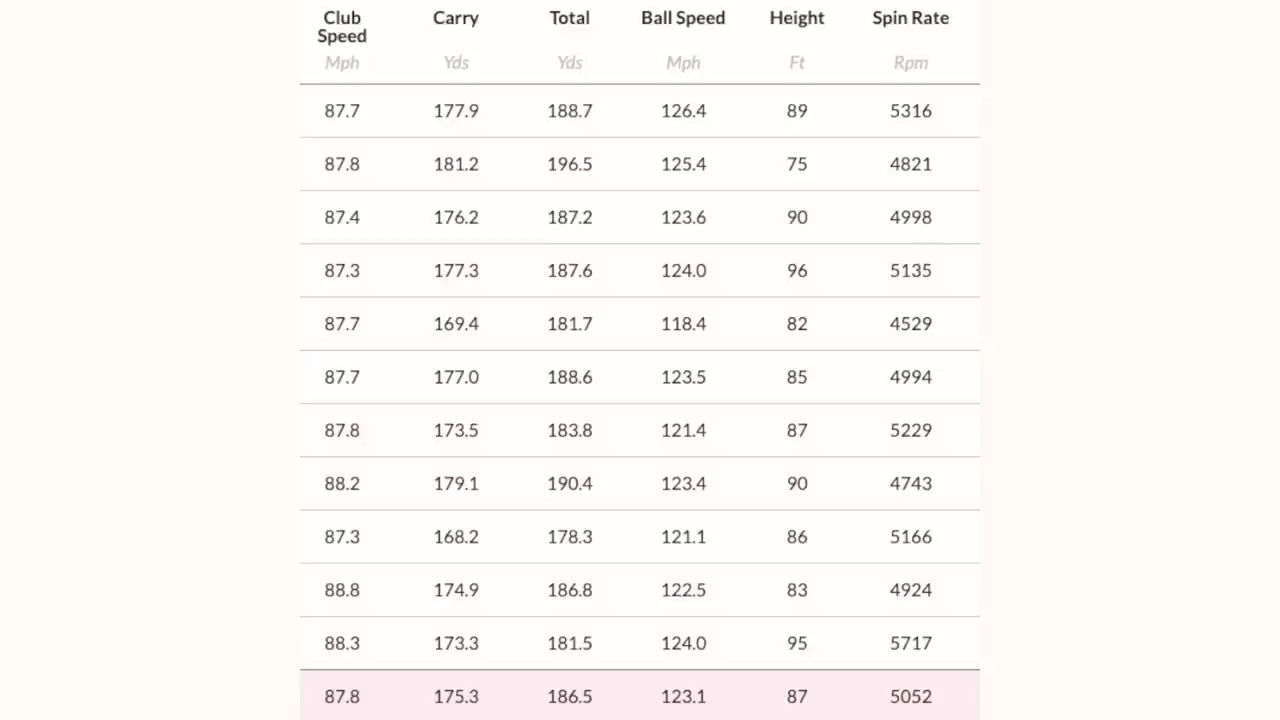 Club Speed Carry Total Ball Speed Height Spin Rate
Mph Yds Yds Mph Ft Rpm
87.7 177.9 188.7 126.4 89 5316
87.8 181.2 196.5 125.4 75 4821
87.4 176.2 187.2 123.6 90 4998
87.3 177.3 187.6 124.0 96 5135
87.7 169.4 181.7 118.4 82 4529
87.7 177.0 188.6 123.5 85 4994
87.8 173.5 183.8 121.4 87 5229
88.2 179.1 190.4 123.4 90 4743
87.3 168.2 178.3 121.1 86 5166
88.8 174.9 186.8 122.5 83 4924
88.3 173.3 181.5 124.0 95 5717
87.8 175.3 186.5 123.1 87 5052